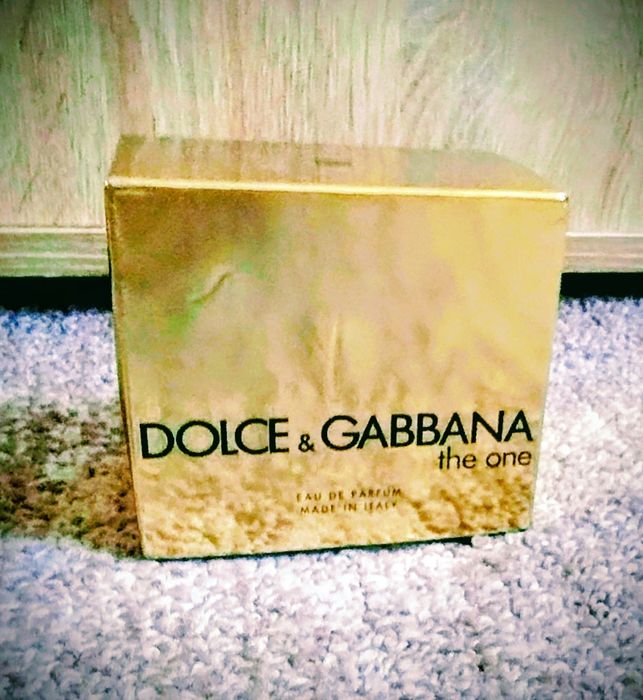 DOLCE & GABBANA
the one
EAU DE PARFUM
MADE IN ITALY